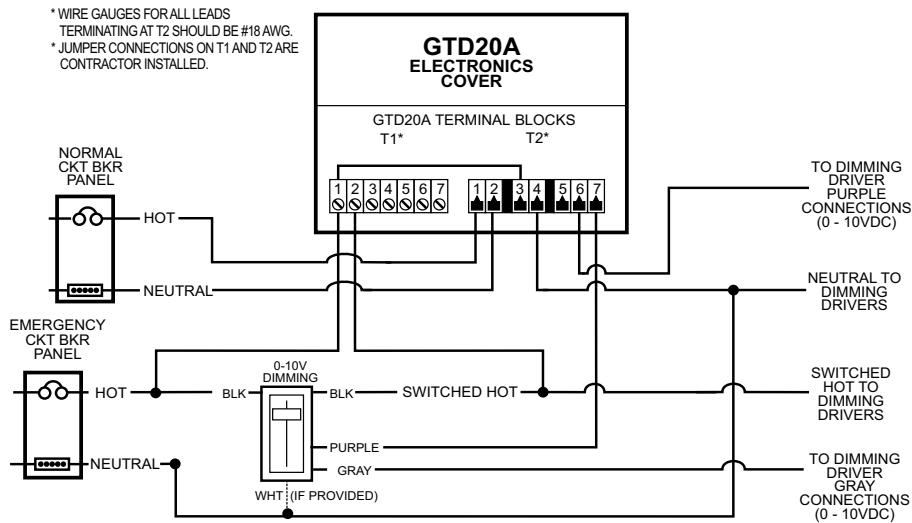 * WIRE GAUGES FOR ALL LEADS
TERMINATING AT T2 SHOULD BE #18 AWG.
* JUMPER CONNECTIONS ON T1 AND T2 ARE
CONTRACTOR INSTALLED.
GTD20A
ELECTRONICS
COVER
GTD20A TERMINAL BLOCKS
T1* T2*
1 2 3 4 5 6 7 1 2 3 4 5 6 7
NORMAL
CKT BKR
PANEL
HOT
NEUTRAL
TO DIMMING
DRIVER
PURPLE
CONNECTIONS
(0 - 10VDC)
NEUTRAL TO
DIMMING
DRIVERS
EMERGENCY
CKT BKR
PANEL
HOT
NEUTRAL
0-10V
DIMMING
BLK
BLK
SWITCHED HOT
PURPLE
GRAY
WHT (IF PROVIDED)
SWITCHED
HOT TO
DIMMING
DRIVERS
TO DIMMING
DRIVER
GRAY
CONNECTIONS
(0 - 10VDC)